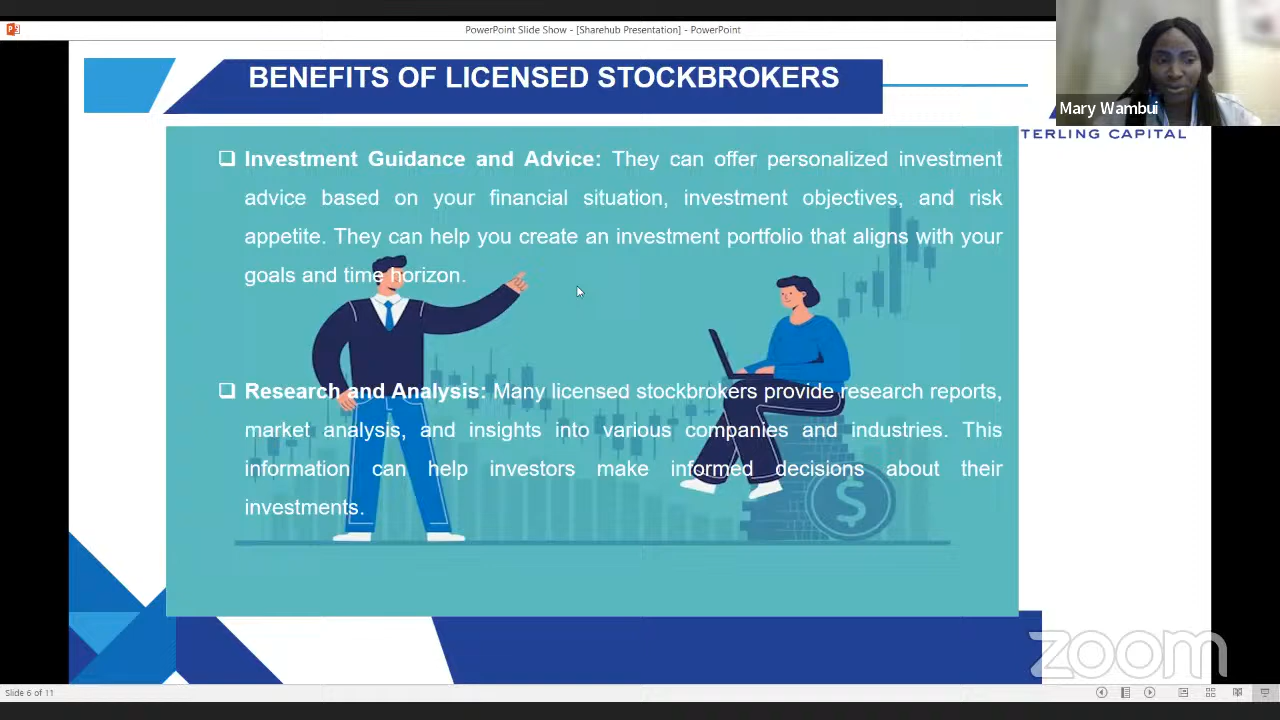 PowerPoint Slide Show - [Sharehub Presentation] - PowerPoint
BENEFITS OF LICENSED STOCKBROKERS
Mary Wambui
TERLING CAPITAL
❑ Investment Guidance and Advice: They can offer personalized investment
advice based on your financial situation, investment objectives, and risk
appetite. They can help you create an investment portfolio that aligns with your
goals and time horizon.
❑ Research and Analysis: Many licensed stockbrokers provide research reports,
market analysis, and insights into various companies and industries. This
information can help investors make informed decisions about their
investments.
$
zoom
Slide 6 of 11